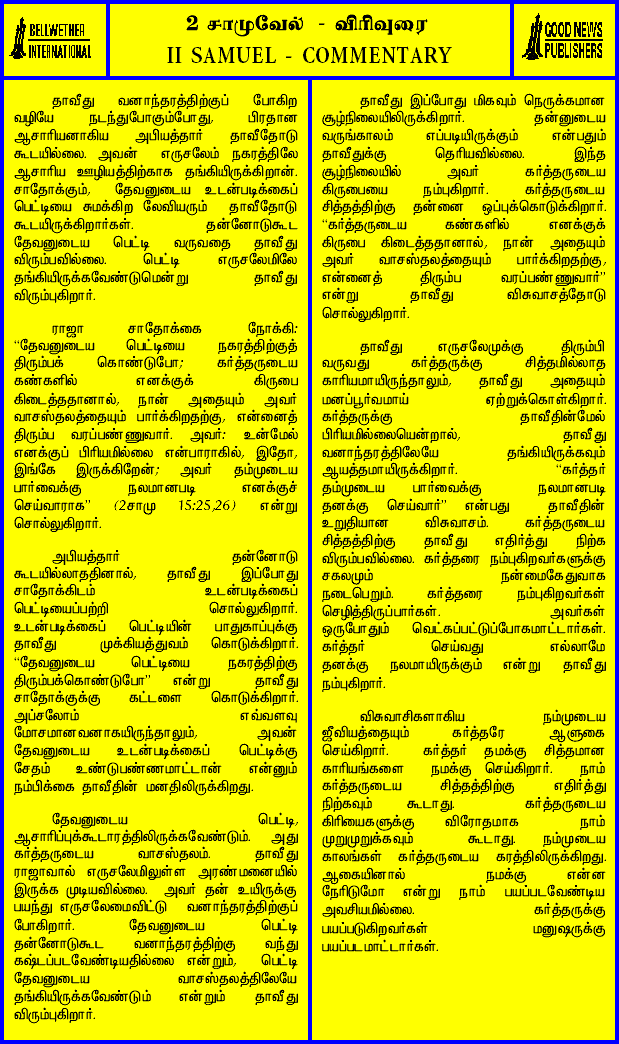 BELLWETHER
INTERNATIONAL
2 சாமுவேல் - விரிவுரை
II SAMUEL - COMMENTARY
GOOD NEWS
PUBLISHERS
தாவீது வனாந்தரத்திற்குப் போகிற
வழியே நடந்துபோகும்போது, பிரதான
ஆசாரியனாகிய அபியத்தார் தாவீதோடு
கூடயில்லை. அவன் எருசலேம் நகரத்திலே
ஆசாரிய ஊழியத்திற்காக தங்கியிருக்கிறான்.
சாதோக்கும், தேவனுடைய உடன்படிக்கைப்
பெட்டியை சுமக்கிற லேவியரும் தாவீதோடு
கூடயிருக்கிறார்கள். தன்னோடுகூட
தேவனுடைய பெட்டி வருவதை தாவீது
விரும்பவில்லை. பெட்டி எருசலேமிலே
தங்கியிருக்கவேண்டுமென்று தாவீது
விரும்புகிறார்.
ராஜா சாதோக்கை நோக்கி:
“தேவனுடைய பெட்டியை நகரத்திற்குத்
திரும்பக் கொண்டுபோ; கர்த்தருடைய
கண்களில் எனக்குக் கிருபை
கிடைத்ததானால், நான் அதையும் அவர்
வாசஸ்தலத்தையும் பார்க்கிறதற்கு, என்னைத்
திரும்ப வரப்பண்ணுவார். அவர்: உன்மேல்
எனக்குப் பிரியமில்லை என்பாராகில், இதோ,
இங்கே இருக்கிறேன்; அவர் தம்முடைய
பார்வைக்கு நலமானபடி எனக்குச்
செய்வாராக” (2சாமு 15:25,26) என்று
சொல்லுகிறார்.
அபியத்தார் தன்னோடு
கூடயில்லாததினால், தாவீது இப்போது
சாதோக்கிடம் உடன்படிக்கைப்
பெட்டியைப்பற்றி சொல்லுகிறார்.
உடன்படிக்கைப் பெட்டியின் பாதுகாப்புக்கு
தாவீது முக்கியத்துவம் கொடுக்கிறார்.
“தேவனுடைய பெட்டியை நகரத்திற்கு
திரும்பக்கொண்டுபோ” என்று தாவீது
சாதோக்குக்கு கட்டளை கொடுக்கிறார்.
அப்சலோம் எவ்வளவு
மோசமானவனாகயிருந்தாலும், அவன்
தேவனுடைய உடன்படிக்கைப் பெட்டிக்கு
சேதம் உண்டுபண்ணமாட்டான் என்னும்
நம்பிக்கை தாவீதின் மனதிலிருக்கிறது.
தேவனுடைய பெட்டி,
ஆசாரிப்புக்கூடாரத்திலிருக்கவேண்டும். அது
கர்த்தருடைய வாசஸ்தலம். தாவீது
ராஜாவால் எருசலேமிலுள்ள அரண்மனையில்
இருக்க முடியவில்லை. அவர் தன் உயிருக்கு
பயந்து எருசலேமைவிட்டு வனாந்தரத்திற்குப்
போகிறார். தேவனுடைய பெட்டி
தன்னோடுகூட வனாந்தரத்திற்கு வந்து
கஷ்டப்படவேண்டியதில்லை என்றும், பெட்டி
தேவனுடைய வாசஸ்தலத்திலேயே
தங்கியிருக்கவேண்டும் என்றும் தாவீது
விரும்புகிறார்.
தாவீது இப்போது மிகவும் நெருக்கமான
சூழ்நிலையிலிருக்கிறார். தன்னுடைய
வருங்காலம் எப்படியிருக்கும் என்பதும்
தாவீதுக்கு தெரியவில்லை. இந்த
சூழ்நிலையில் அவர் கர்த்தருடைய
கிருபையை நம்புகிறார். கர்த்தருடைய
சித்தத்திற்கு தன்னை ஒப்புக்கொடுக்கிறார்.
“கர்த்தருடைய கண்களில் எனக்குக்
கிருபை கிடைத்ததானால், நான் அதையும்
அவர் வாசஸ்தலத்தையும் பார்க்கிறதற்கு,
என்னைத் திரும்ப வரப்பண்ணுவார்”
என்று தாவீது விசுவாசத்தோடு
சொல்லுகிறார்.
தாவீது எருசலேமுக்கு திரும்பி
வருவது கர்த்தருக்கு சித்தமில்லாத
காரியமாயிருந்தாலும், தாவீது அதையும்
மனப்பூர்வமாய் ஏற்றுக்கொள்கிறார்.
கர்த்தருக்கு தாவீதின்மேல்
பிரியமில்லையென்றால், தாவீது
வனாந்தரத்திலேயே தங்கியிருக்கவும்
ஆயத்தமாயிருக்கிறார். “கர்த்தர்
தம்முடைய பார்வைக்கு நலமானபடி
தனக்கு செய்வார்” என்பது தாவீதின்
உறுதியான விசுவாசம். கர்த்தருடைய
சித்தத்திற்கு தாவீது எதிர்த்து நிற்க
விரும்பவில்லை. கர்த்தரை நம்புகிறவர்களுக்கு
சகலமும் நன்மைகேதுவாக
நடைபெறும். கர்த்தரை நம்புகிறவர்கள்
செழித்திருப்பார்கள். அவர்கள்
ஒருபோதும் வெட்கப்பட்டுப்போகமாட்டார்கள்.
கர்த்தர் செய்வது எல்லாமே
தனக்கு நலமாயிருக்கும் என்று தாவீது
நம்புகிறார்.
விசுவாசிகளாகிய நம்முடைய
ஜீவியத்தையும் கர்த்தரே ஆளுகை
செய்கிறார். கர்த்தர் தமக்கு சித்தமான
காரியங்களை நமக்கு செய்கிறார். நாம்
கர்த்தருடைய சித்தத்திற்கு எதிர்த்து
நிற்கவும் கூடாது. கர்த்தருடைய
கிரியைகளுக்கு விரோதமாக நாம்
முறுமுறுக்கவும் கூடாது. நம்முடைய
காலங்கள் கர்த்தருடைய கரத்திலிருக்கிறது.
ஆகையினால் நமக்கு என்ன
நேரிடுமோ என்று நாம் பயப்படவேண்டிய
அவசியமில்லை. கர்த்தருக்கு
பயப்படுகிறவர்கள் மனுஷருக்கு
பயப்படமாட்டார்கள்.